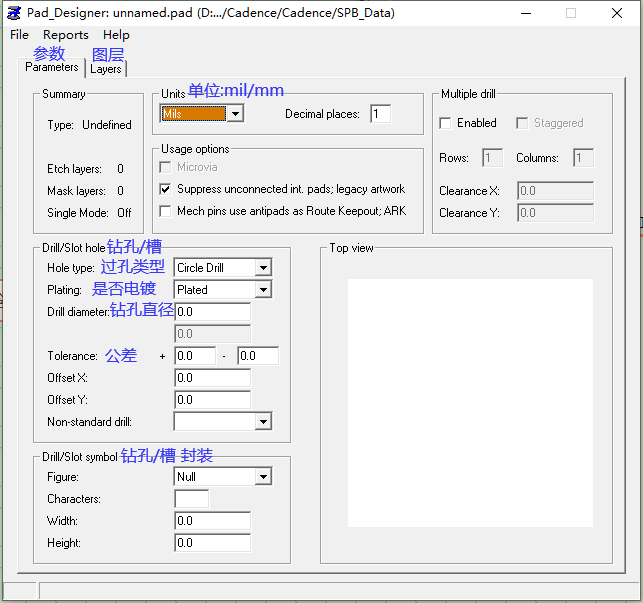 Pad_Designer: unnamed.pad (D:.../Cadence/Cadence/SPB_Data)
File Reports Help
参数 图层
Parameters Layers
Summary
Type: Undefined
Etch layers: 0
Mask layers: 0
Single Mode: Off
Units 单位:mil/mm
Mils Decimal places: 1
Usage options
Microvia
Suppress unconnected int. pads; legacy artwork
Mech pins use antipads as Route Keepout; ARK
Multiple drill
Enabled Staggered
Rows: 1 Columns: 1
Clearance X: 0.0
Clearance Y: 0.0
Drill/Slot hole 钻孔/槽
Hole type: 过孔类型 Circle Drill
Plating: 是否电镀 Plated
Drill diameter: 钻孔直径 0.0
0.0
Tolerance: 公差 + 0.0 - 0.0
Offset X: 0.0
Offset Y: 0.0
Non-standard drill:
Drill/Slot symbol 钻孔/槽 封装
Figure: Null
Characters:
Width: 0.0
Height: 0.0
Top view